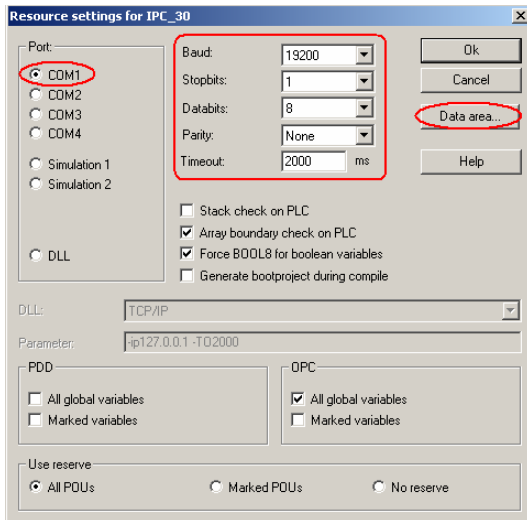 Resource settings for IPC_30
Port:
COM1
COM2
COM3
COM4
Simulation 1
Simulation 2
DLL
Baud: 19200
Stopbits: 1
Databits: 8
Parity: None
Timeout: 2000 ms
Ok
Cancel
Data area...
Help
Stack check on PLC
Array boundary check on PLC
Force BOOL8 for boolean variables
Generate bootproject during compile
DLL: TCP/IP
Parameter: -ip127.0.0.1 -TO2000
PDD
All global variables
Marked variables
OPC
All global variables
Marked variables
Use reserve
All POUs Marked POUs No reserve